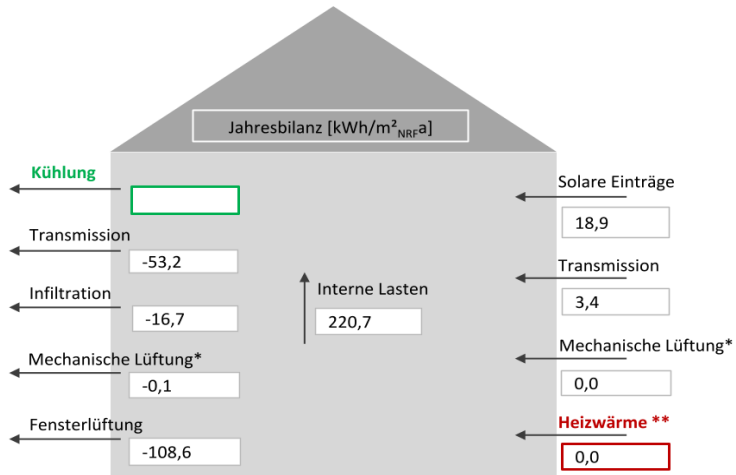 Jahresbilanz [kWh/m²NRFa]
Kühlung
Transmission
-53,2
Infiltration
-16,7
Mechanische Lüftung*
-0,1
Fensterlüftung
-108,6
Interne Lasten
220,7
Solare Einträge
18,9
Transmission
3,4
Mechanische Lüftung*
0,0
Heizwärme **
0,0